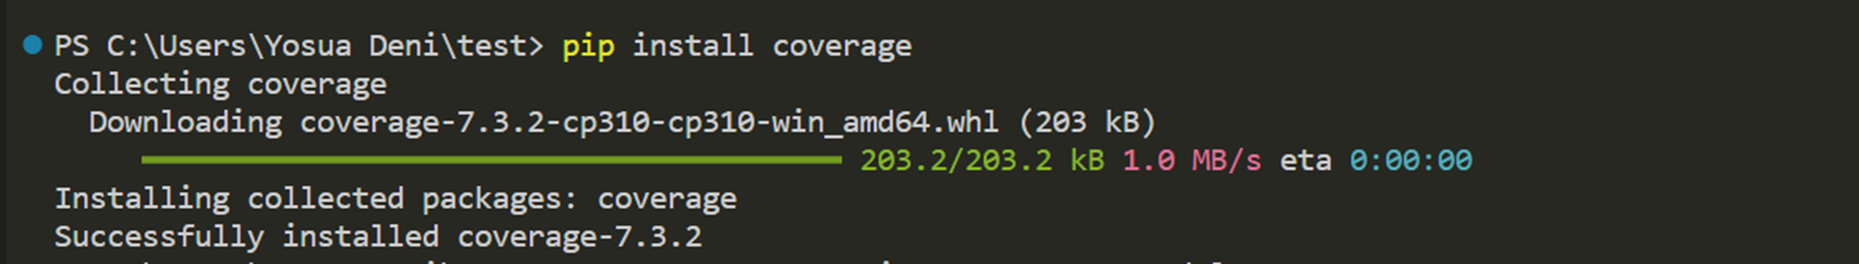 PS C:\Users\Yosua Deni\test> pip install coverage
Collecting coverage
Downloading coverage-7.3.2-cp310-cp310-win_amd64.whl (203 kB)
203.2/203.2 kB 1.0 MB/s eta 0:00:00
Installing collected packages: coverage
Successfully installed coverage-7.3.2